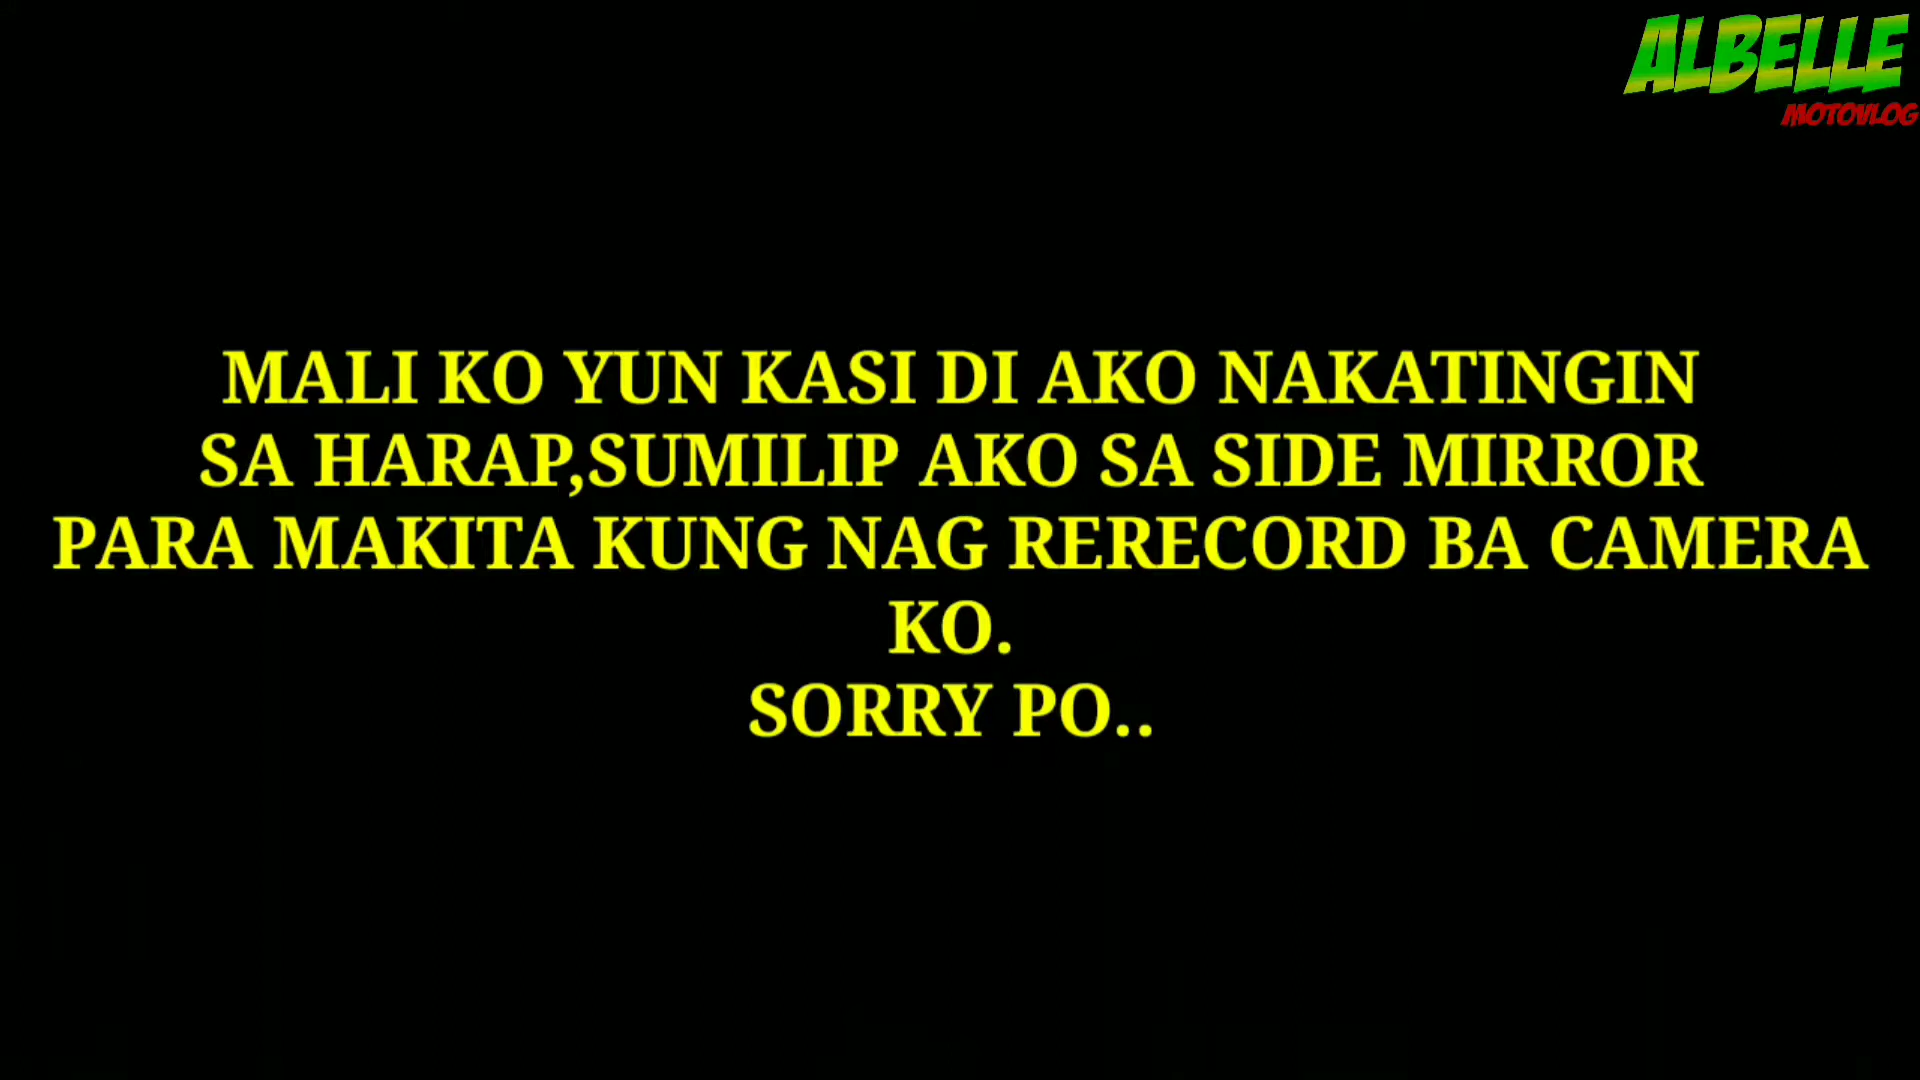 ALBELLE
MOTOVLOG
MALI KO YUN KASI DI AKO NAKATINGIN
SA HARAP,SUMILIP AKO SA SIDE MIRROR
PARA MAKITA KUNG NAG RERECORD BA CAMERA
KO.
SORRY PO..